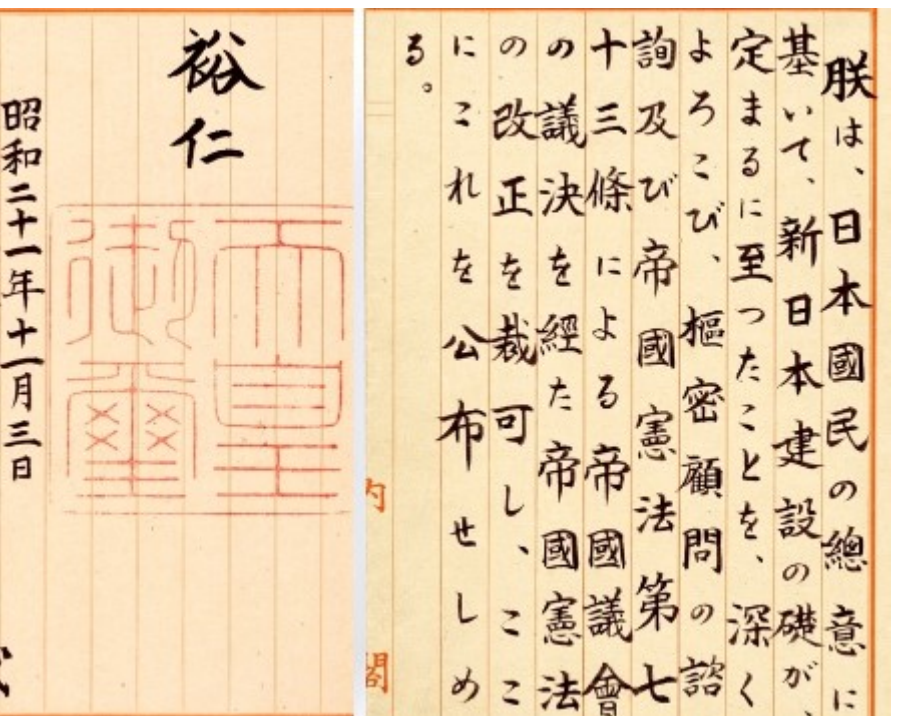 朕は、日本國民の總意に
基いて、新日本建設の礎が、
定まるに至つたことを、深く
よろこび、樞密顧問の諮
詢及び帝國憲法第七
十三條による帝國議會
の議決を経た帝國憲法
の改正を裁可し、ここ
にこれを公布せしめ
る。
内閣
裕仁
天皇
御璽
昭和二十一年十一月三日